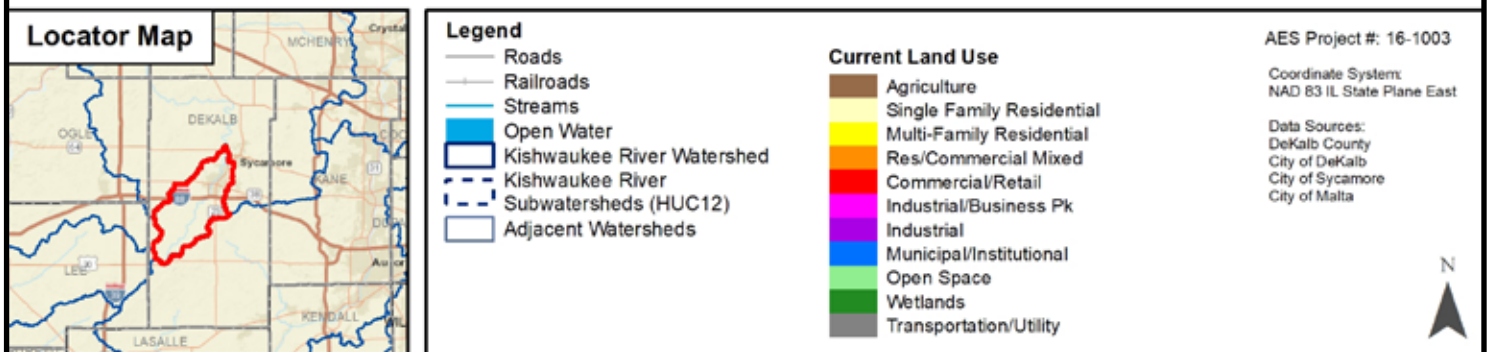 Locator Map
Crystal
MCHENRY
OGLE
DEKALB
Sycamore
KANE
LEE
KENDALL
LASALLE
Legend
Roads
Railroads
Streams
Open Water
Kishwaukee River Watershed
Kishwaukee River
Subwatersheds (HUC12)
Adjacent Watersheds
Current Land Use
Agriculture
Single Family Residential
Multi-Family Residential
Res/Commercial Mixed
Commercial/Retail
Industrial/Business Pk
Industrial
Municipal/Institutional
Open Space
Wetlands
Transportation/Utility
AES Project #: 16-1003
Coordinate System:
NAD 83 IL State Plane East
Data Sources:
DeKalb County
City of DeKalb
City of Sycamore
City of Malta
N